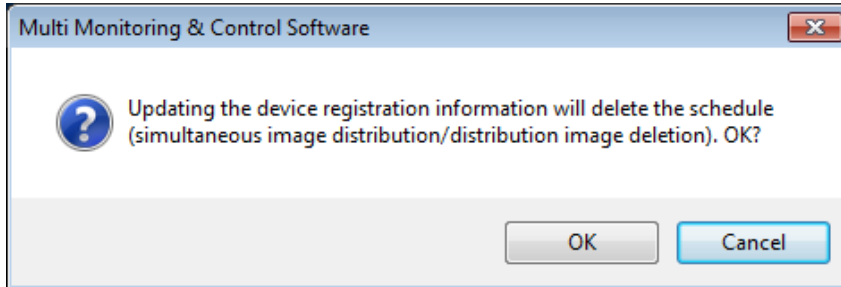 Multi Monitoring & Control Software
Updating the device registration information will delete the schedule
(simultaneous image distribution/distribution image deletion). OK?
OK
Cancel